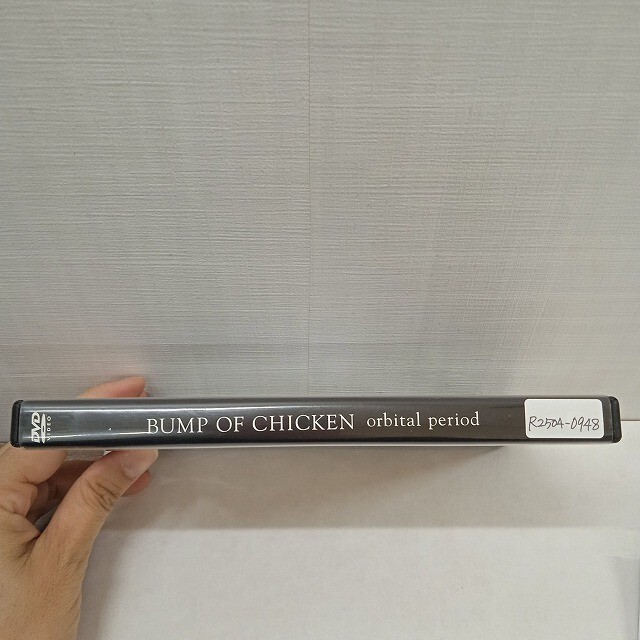 DVD
VIDEO
BUMP OF CHICKEN orbital period
R2504-0948